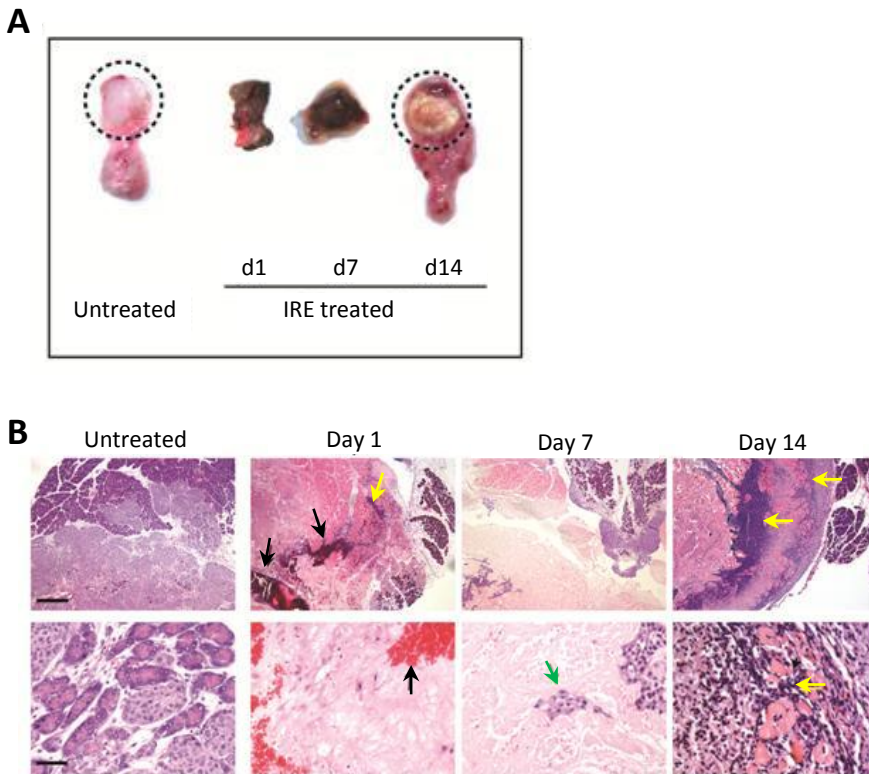 A
d1 d7 d14
Untreated IRE treated
B
Untreated Day 1 Day 7 Day 14